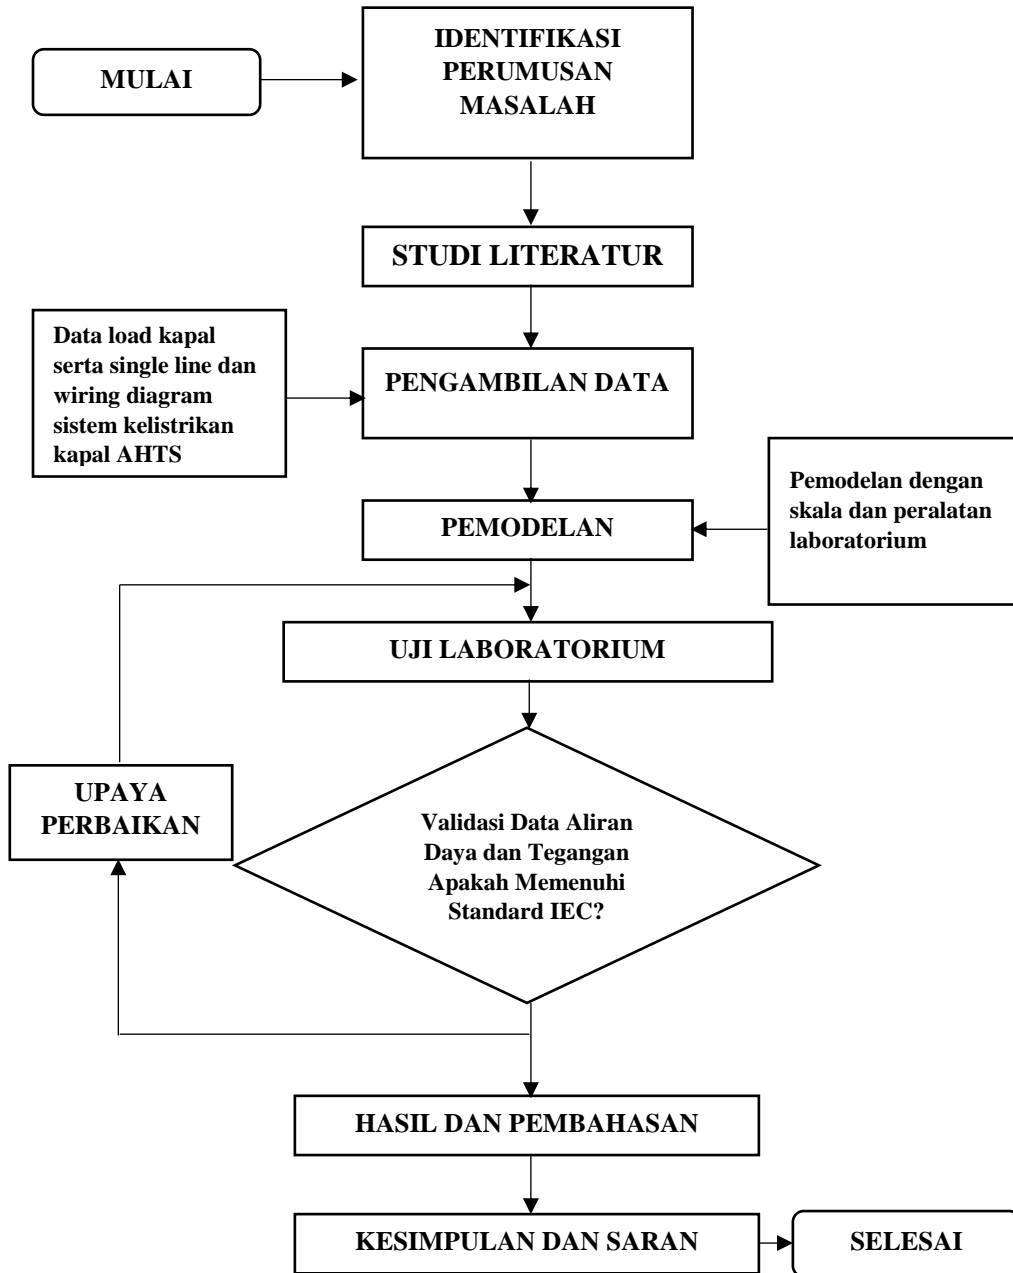 MULAI
IDENTIFIKASI
PERUMUSAN
MASALAH
STUDI LITERATUR
Data load kapal
serta single line dan
wiring diagram
sistem kelistrikan
kapal AHTS
PENGAMBILAN DATA
PEMODELAN
Pemodelan dengan
skala dan peralatan
laboratorium
UJI LABORATORIUM
UPAYA
PERBAIKAN
Validasi Data Aliran
Daya dan Tegangan
Apakah Memenuhi
Standard IEC?
HASIL DAN PEMBAHASAN
KESIMPULAN DAN SARAN
SELESAI